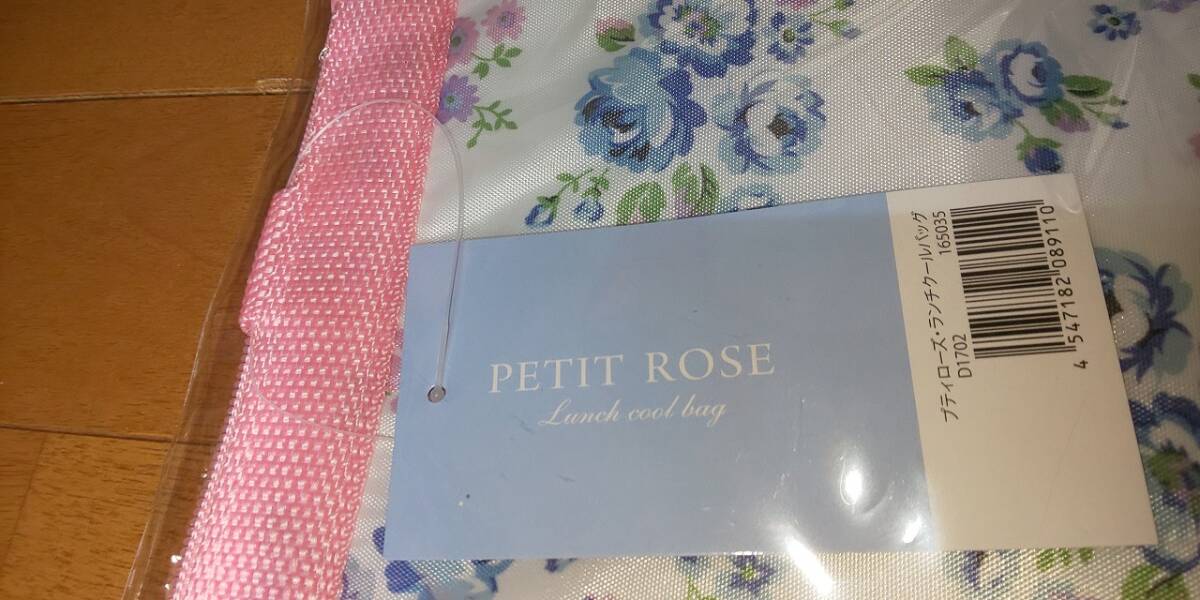 PETIT ROSE
Lunch cool bag
プティローズ・ランチクールバッグ
D1702 165035
4 547182 089110